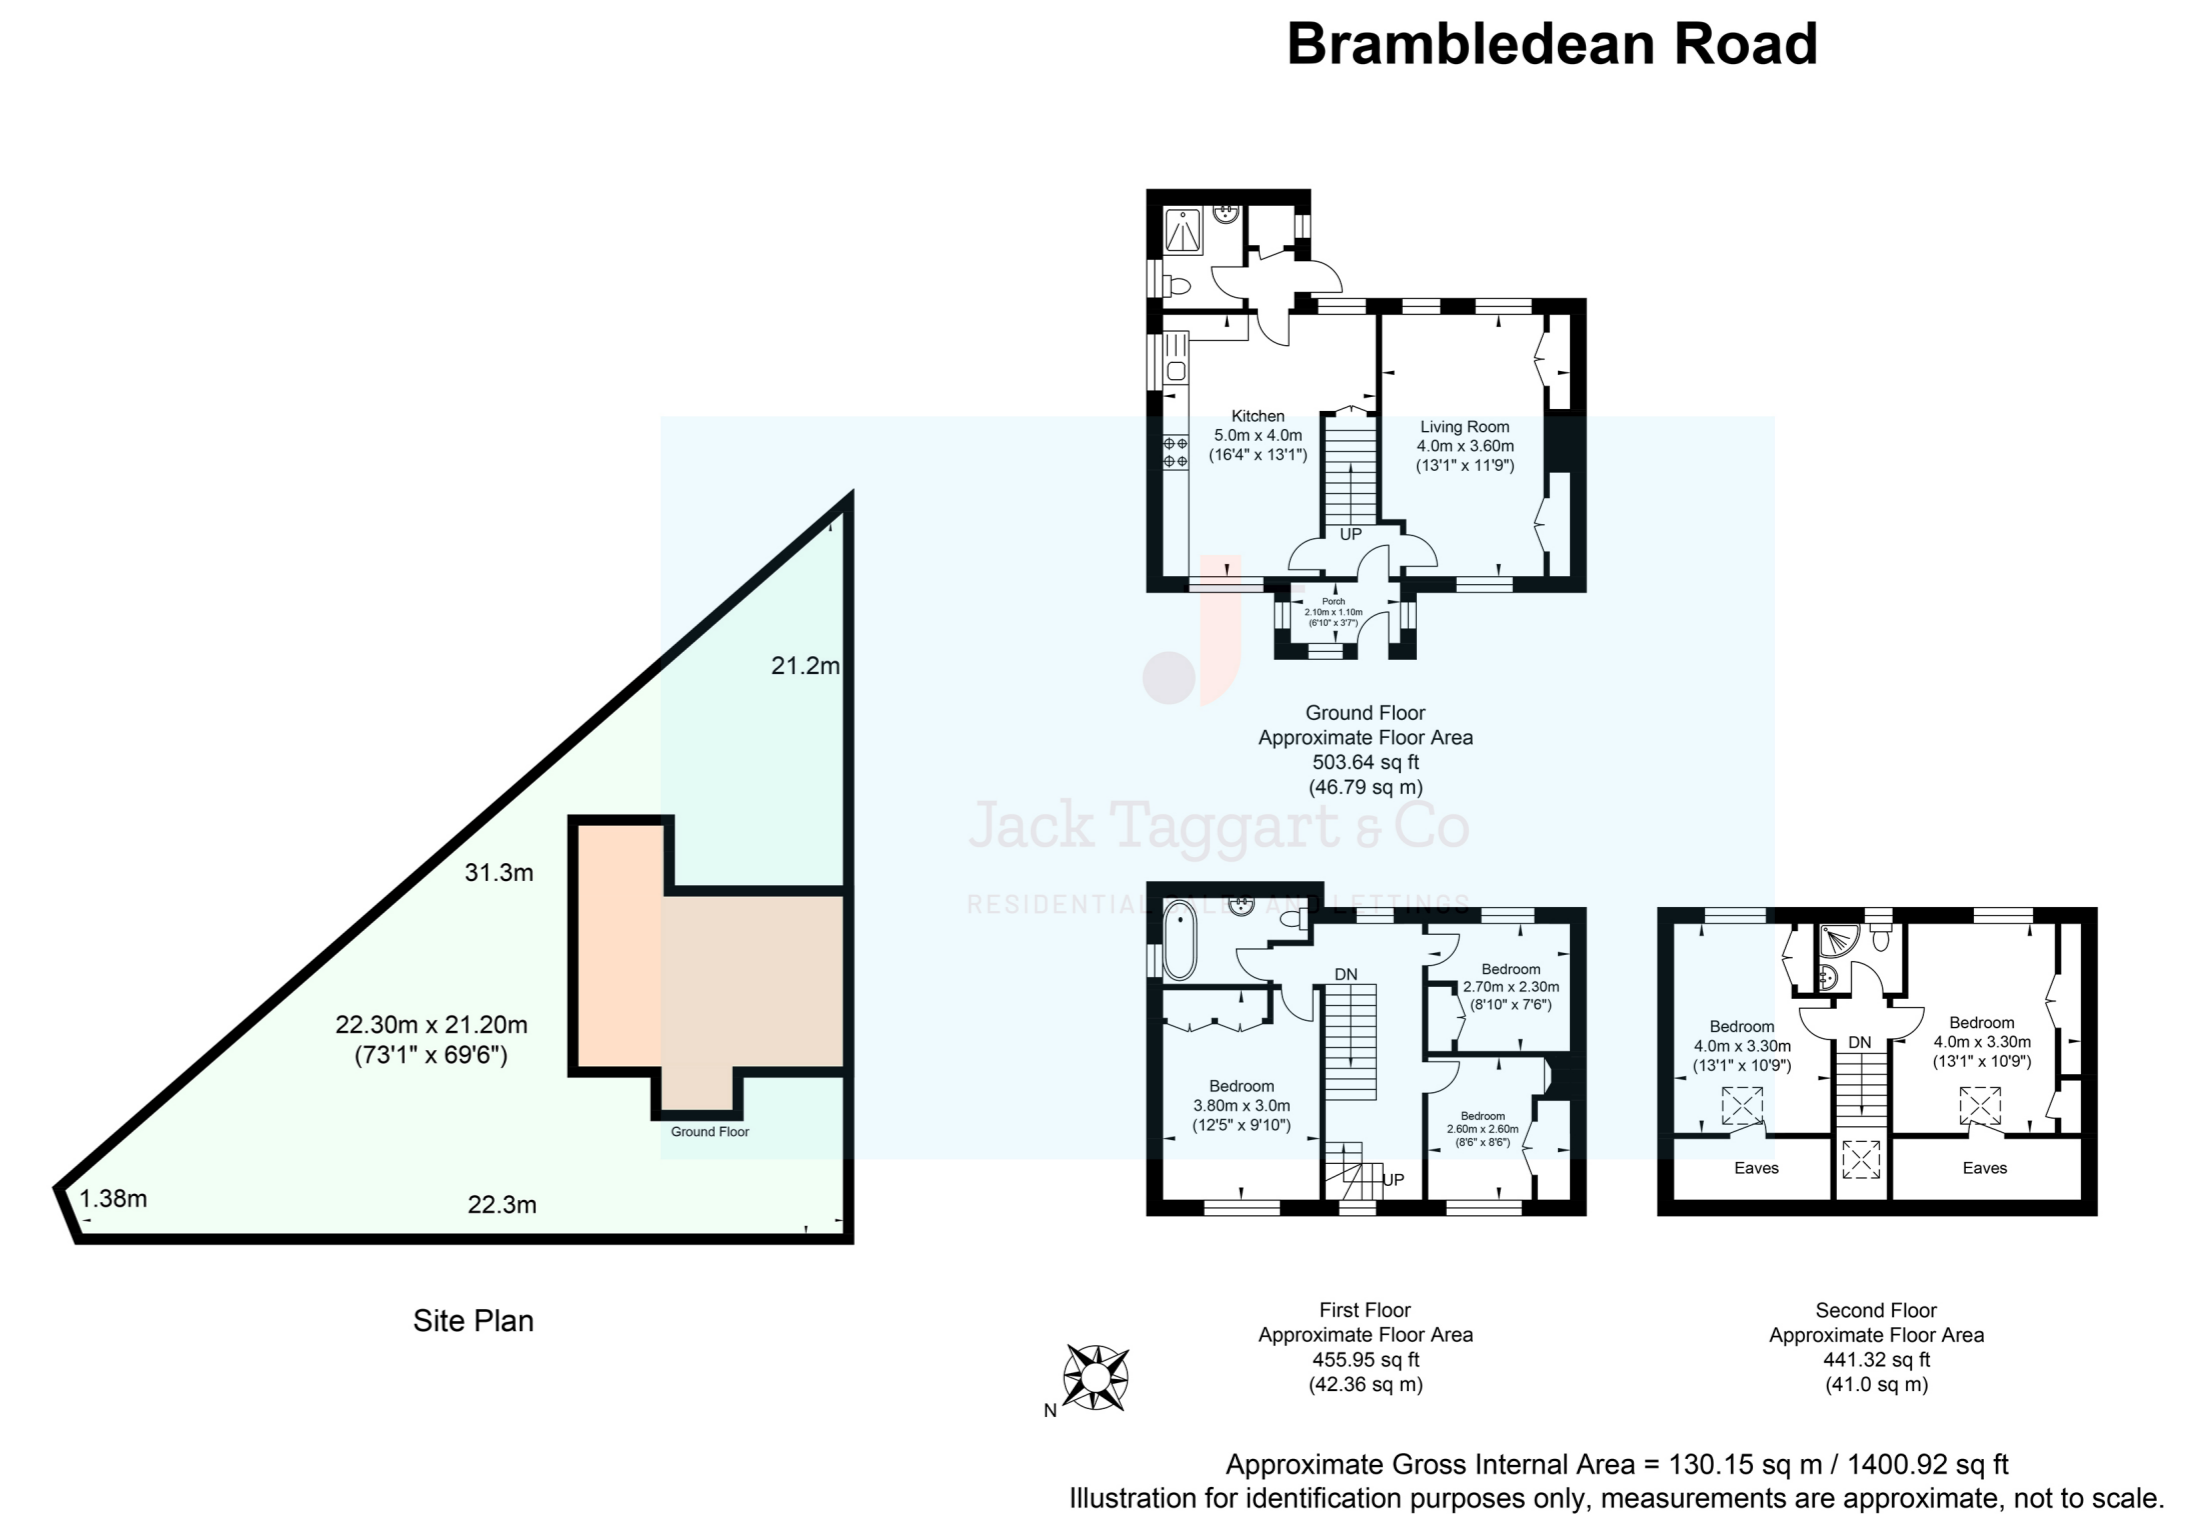 Brambledean Road
Kitchen
5.0m x 4.0m
(16'4" x 13'1")
Living Room
4.0m x 3.60m
(13'1" x 11'9")
UP
Porch
2.10m x 1.10m
(6'10" x 3'7")
Ground Floor
Approximate Floor Area
503.64 sq ft
(46.79 sq m)
Jack Taggart & Co
RESIDENTIAL SALES AND LETTINGS
21.2m
31.3m
22.30m x 21.20m
(73'1" x 69'6")
Ground Floor
1.38m
22.3m
Site Plan
DN
Bedroom
2.70m x 2.30m
(8'10" x 7'6")
Bedroom
3.80m x 3.0m
(12'5" x 9'10")
Bedroom
2.60m x 2.60m
(8'6" x 8'6")
UP
First Floor
Approximate Floor Area
455.95 sq ft
(42.36 sq m)
Bedroom
4.0m x 3.30m
(13'1" x 10'9")
DN
Bedroom
4.0m x 3.30m
(13'1" x 10'9")
Eaves
Eaves
Second Floor
Approximate Floor Area
441.32 sq ft
(41.0 sq m)
N
Approximate Gross Internal Area = 130.15 sq m / 1400.92 sq ft
Illustration for identification purposes only, measurements are approximate, not to scale.